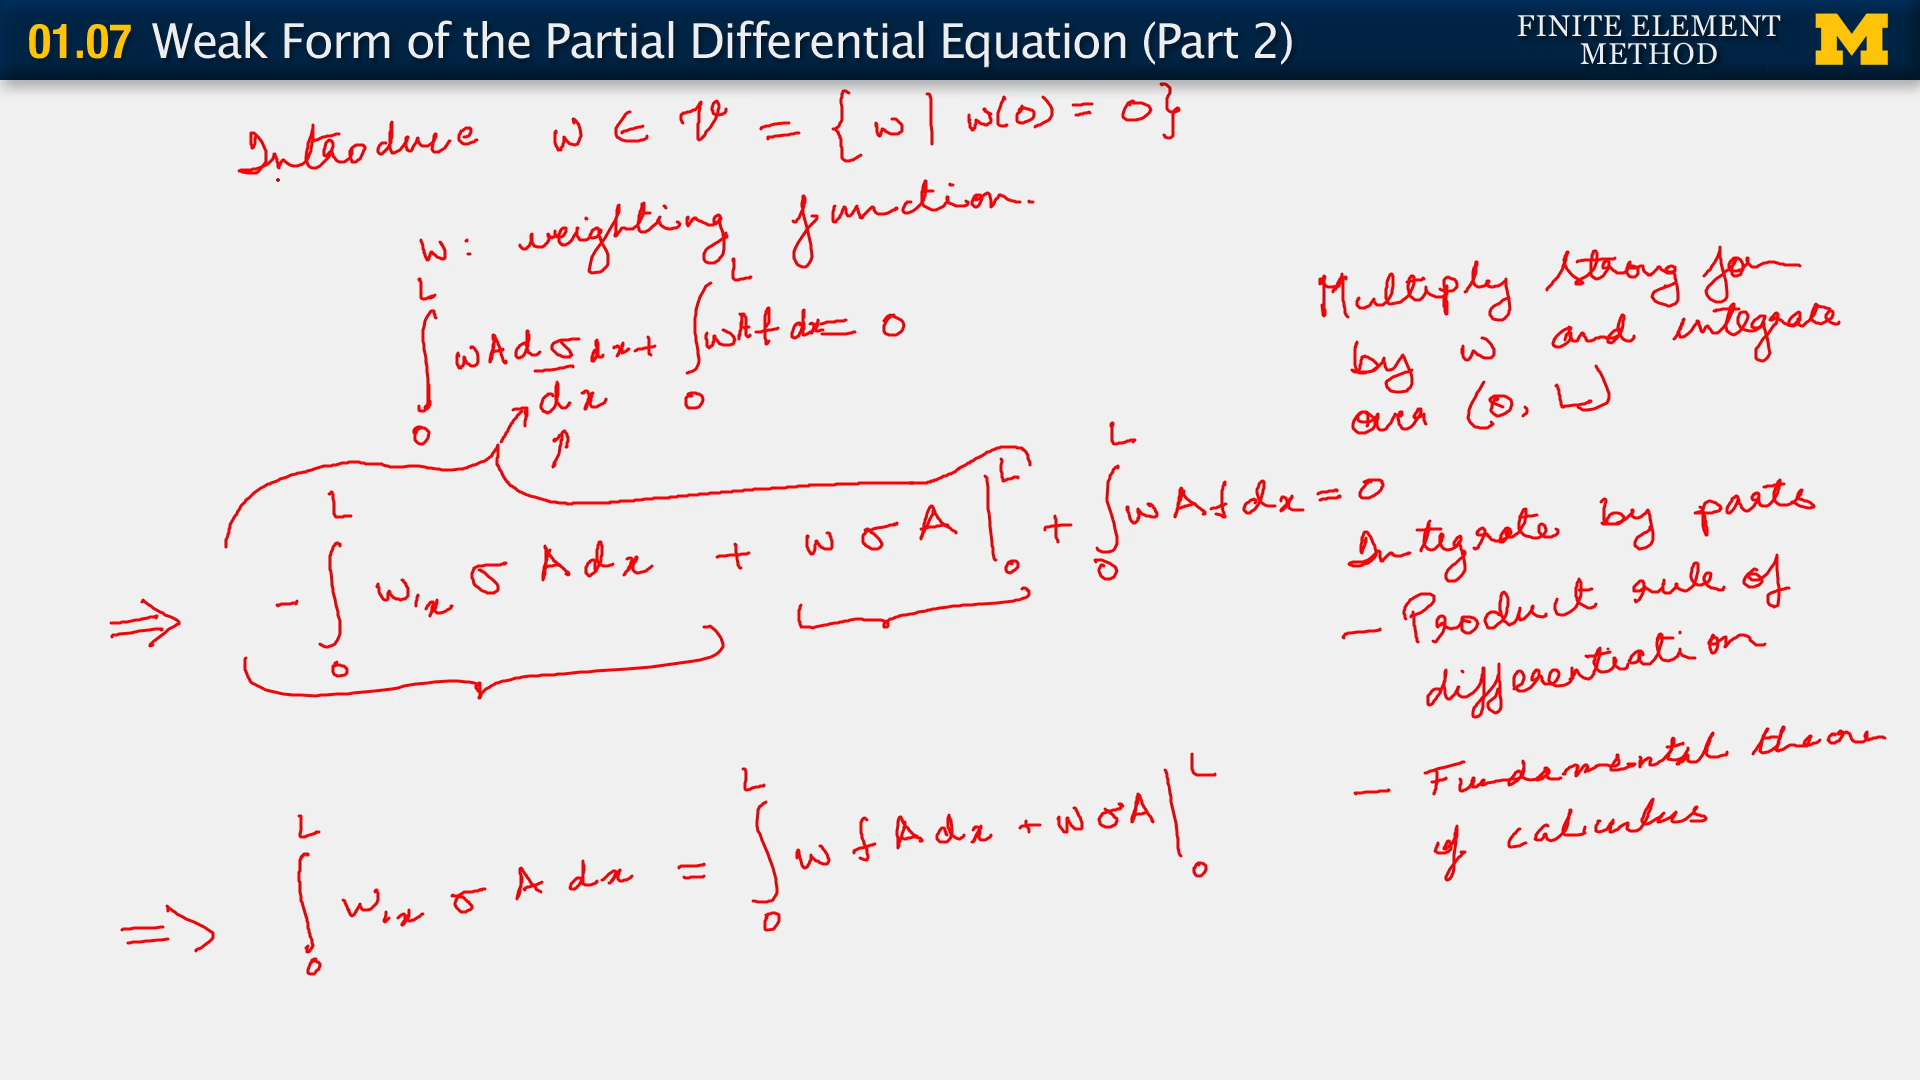 01.07 Weak Form of the Partial Differential Equation (Part 2)
FINITE ELEMENT
METHOD
M
Introduce w ∈ 𝒱 = { w | w(0) = 0}
w: weighting function.
∫₀ᴸ wA dσ/dx dx + ∫₀ᴸ wAf dx = 0
⇒ -∫₀ᴸ w,ₓ σ A dx + w σ A |₀ᴸ + ∫₀ᴸ w A f dx = 0
⇒ ∫₀ᴸ w,ₓ σ A dx = ∫₀ᴸ w f A dx + w σ A |₀ᴸ
Multiply strong form
by w and integrate
over (0, L)
Integrate by parts
- Product rule of
differentiation
- Fundamental theorem
of calculus